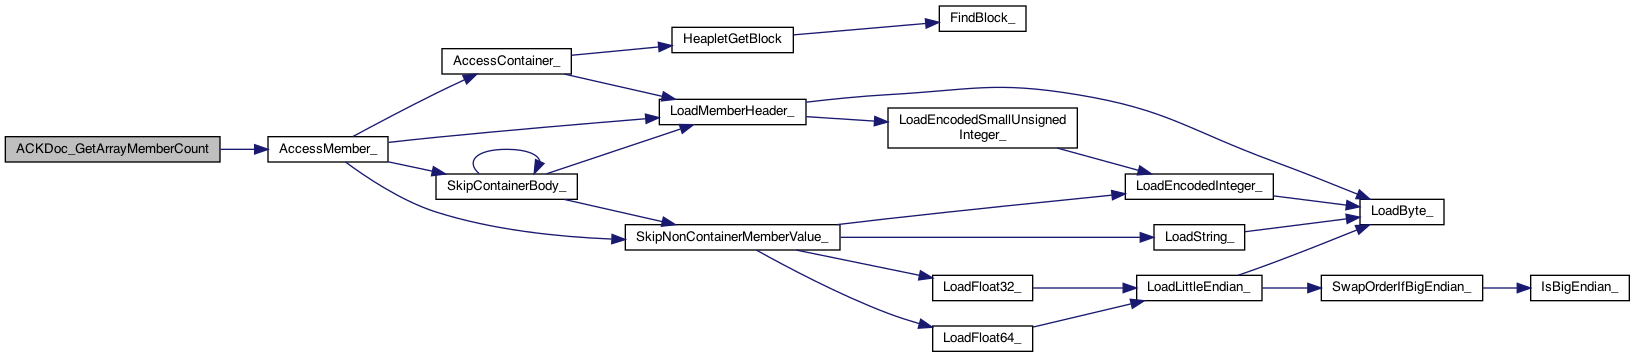 FindBlock_
HeapletGetBlock
AccessContainer_
LoadMemberHeader_
LoadEncodedSmallUnsigned
Integer_
ACKDoc_GetArrayMemberCount
AccessMember_
SkipContainerBody_
LoadEncodedInteger_
LoadByte_
SkipNonContainerMemberValue_
LoadString_
LoadFloat32_
LoadLittleEndian_
SwapOrderIfBigEndian_
IsBigEndian_
LoadFloat64_